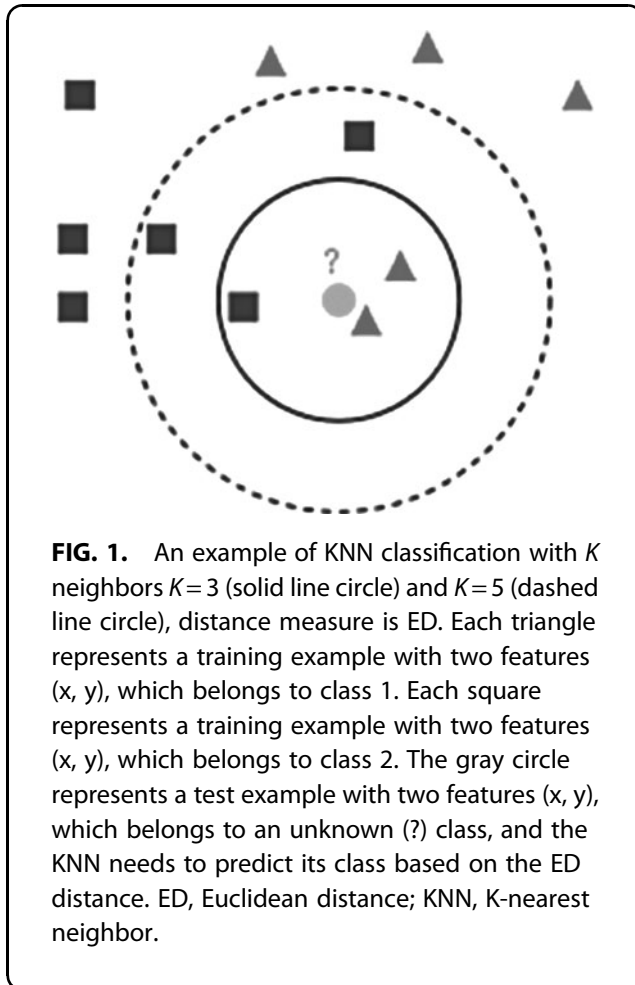 ?
FIG. 1. An example of KNN classification with K
neighbors K = 3 (solid line circle) and K = 5 (dashed
line circle), distance measure is ED. Each triangle
represents a training example with two features
(x, y), which belongs to class 1. Each square
represents a training example with two features
(x, y), which belongs to class 2. The gray circle
represents a test example with two features (x, y),
which belongs to an unknown (?) class, and the
KNN needs to predict its class based on the ED
distance. ED, Euclidean distance; KNN, K-nearest
neighbor.